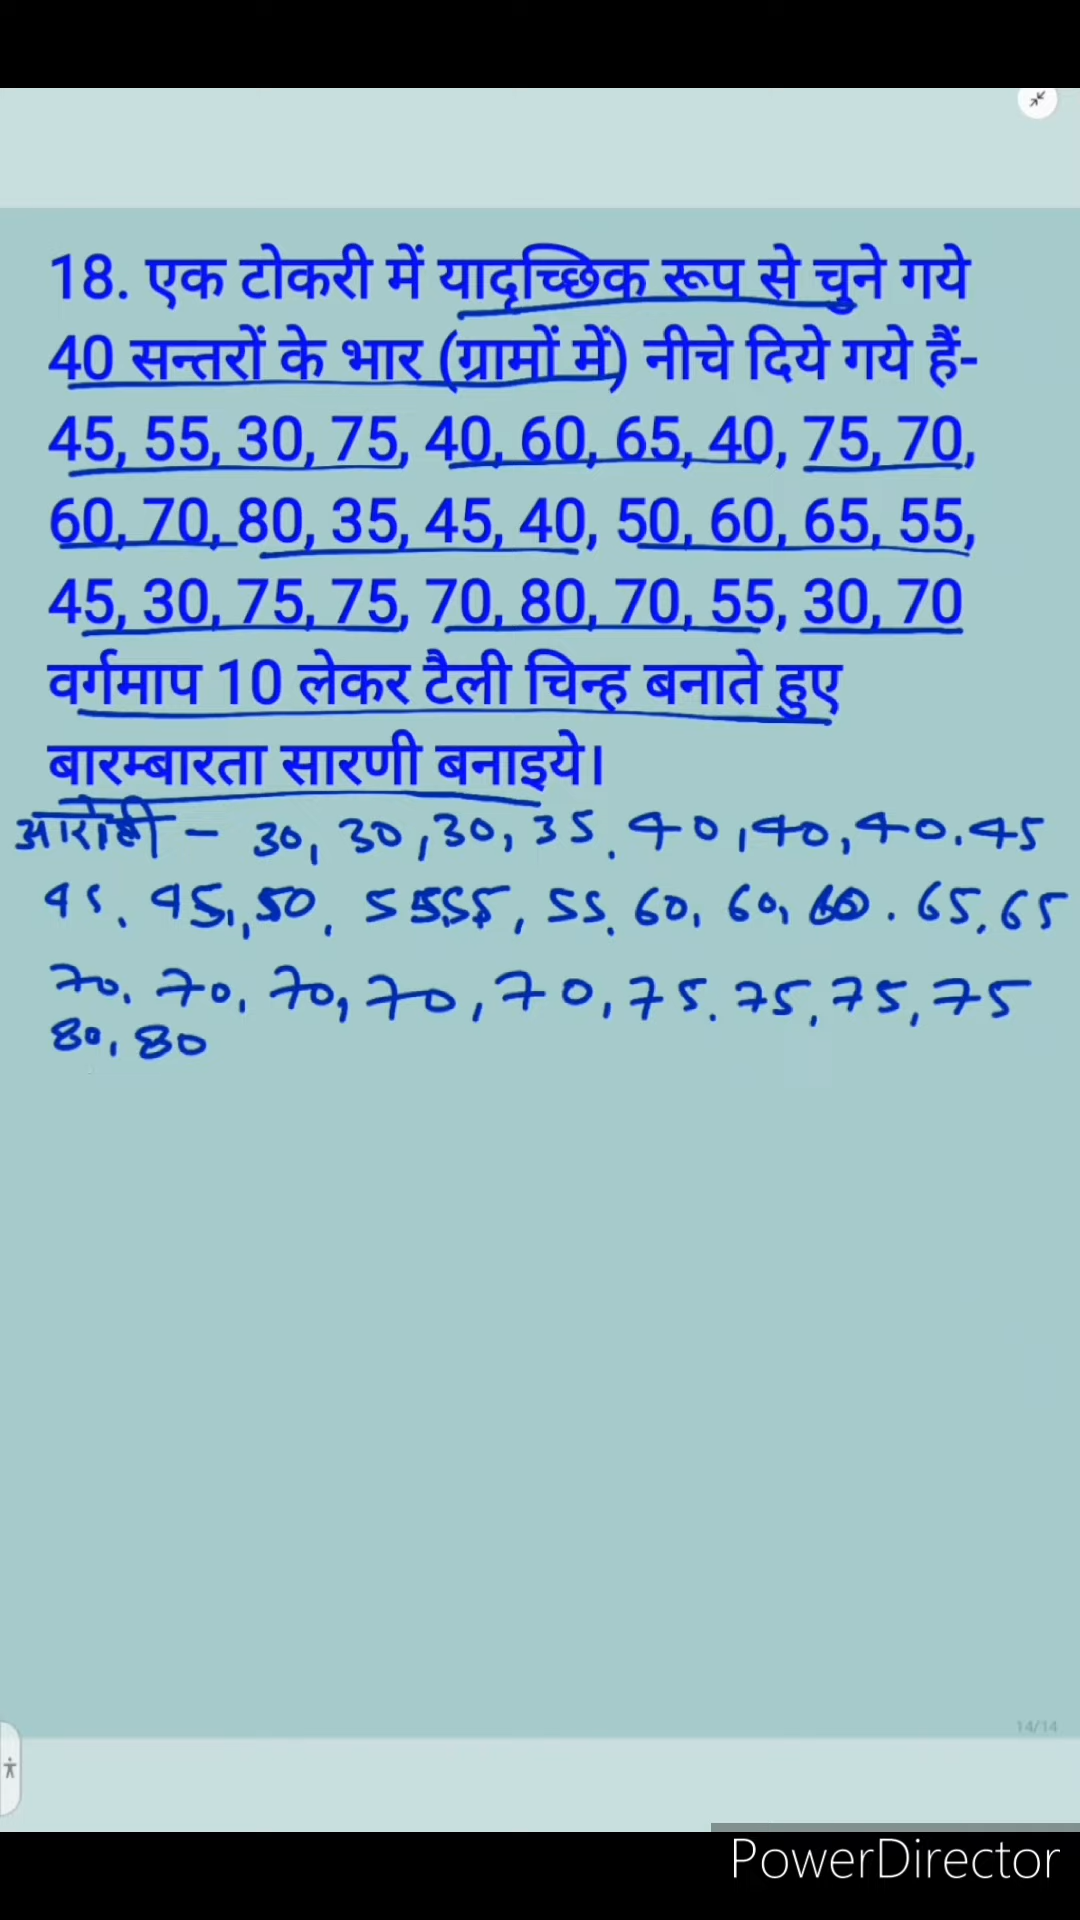 18. एक टोकरी में यादृच्छिक रूप से चुने गये
40 सन्तरों के भार (ग्रामों में) नीचे दिये गये हैं-
45, 55, 30, 75, 40, 60, 65, 40, 75, 70,
60, 70, 80, 35, 45, 40, 50, 60, 65, 55,
45, 30, 75, 75, 70, 80, 70, 55, 30, 70
वर्गमाप 10 लेकर टैली चिन्ह बनाते हुए
बारम्बारता सारणी बनाइये।
आरोही - 30, 30, 30, 35. 40, 40, 40. 45
45. 45, 50. 55 55, 55. 60, 60, 60. 65, 65
70. 70, 70, 70, 70, 75. 75, 75, 75
80, 80
14/14
PowerDirector